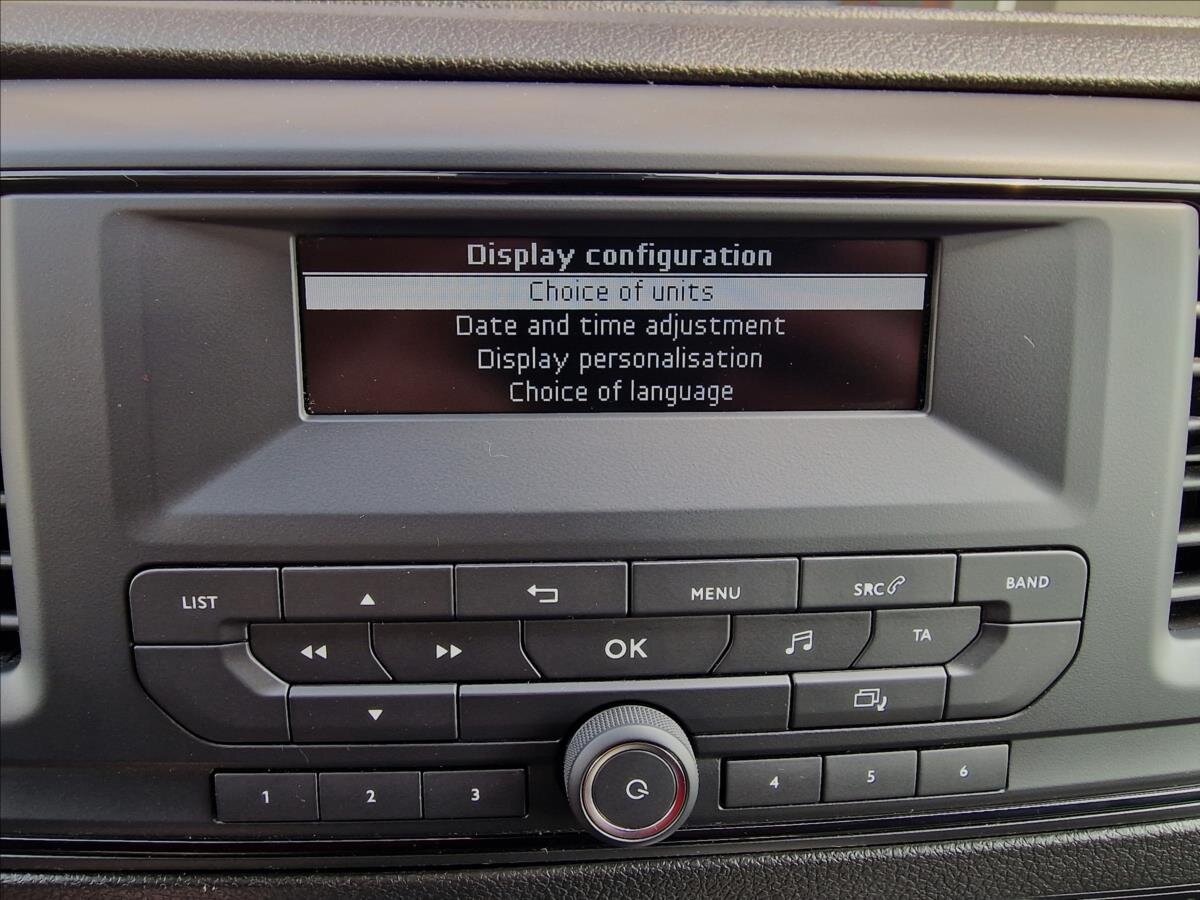 Display configuration
Choice of units
Date and time adjustment
Display personalisation
Choice of language
LIST
MENU
SRC
BAND
OK
TA
1
2
3
4
5
6